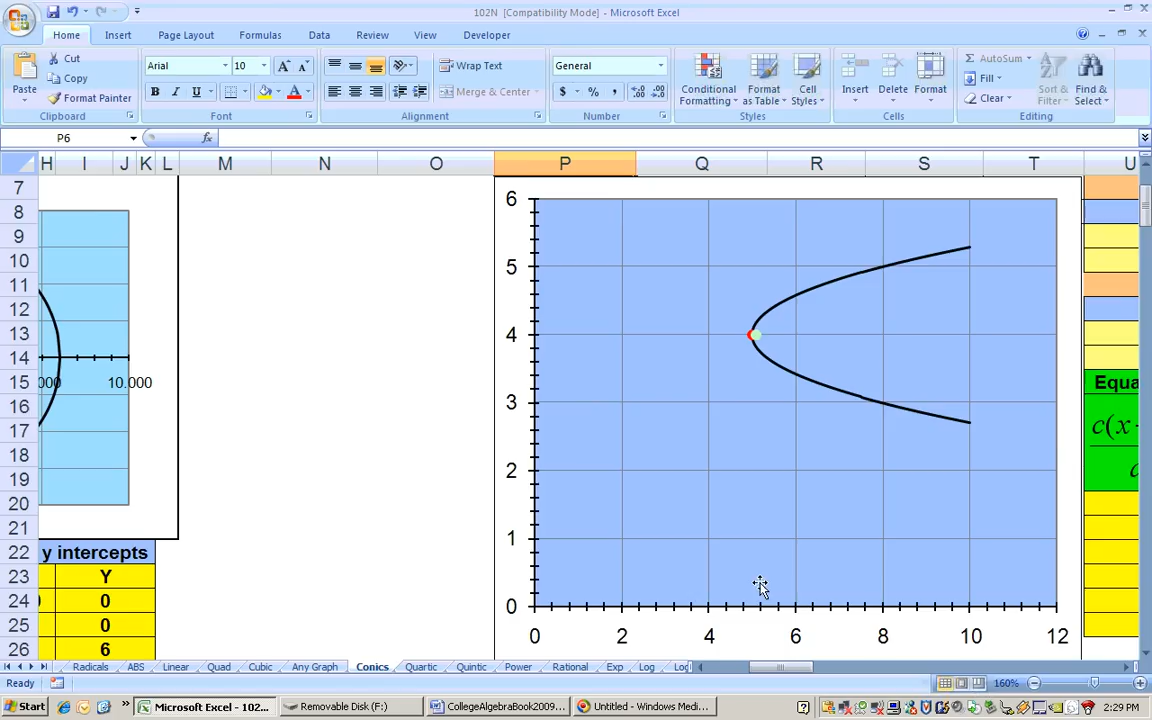 102N [Compatibility Mode] - Microsoft Excel
Home Insert Page Layout Formulas Data Review View Developer
Paste
Cut
Copy
Format Painter
Clipboard
Arial 10
B I U
Font
Wrap Text
Merge & Center
Alignment
General
$ % ,
Number
Conditional Formatting
Format as Table
Cell Styles
Styles
Insert Delete Format
Cells
AutoSum
Fill
Clear
Sort & Filter
Find & Select
Editing
P6 fx
H I J K L M N O P Q R S T U
7
8
9
10
11
12
13
14
15
16
17
18
19
20
21
22
23
24
25
26
000 10.000
y intercepts
Y
0
0
6
6
5
4
3
2
1
0
0 2 4 6 8 10 12
Equa
c(x -
Radicals ABS Linear Quad Cubic Any Graph Conics Quartic Quintic Power Rational Exp Log Log
Ready 160%
Start Microsoft Excel - 102... Removable Disk (F:) CollegeAlgebraBook2009... Untitled - Windows Medi... 2:29 PM